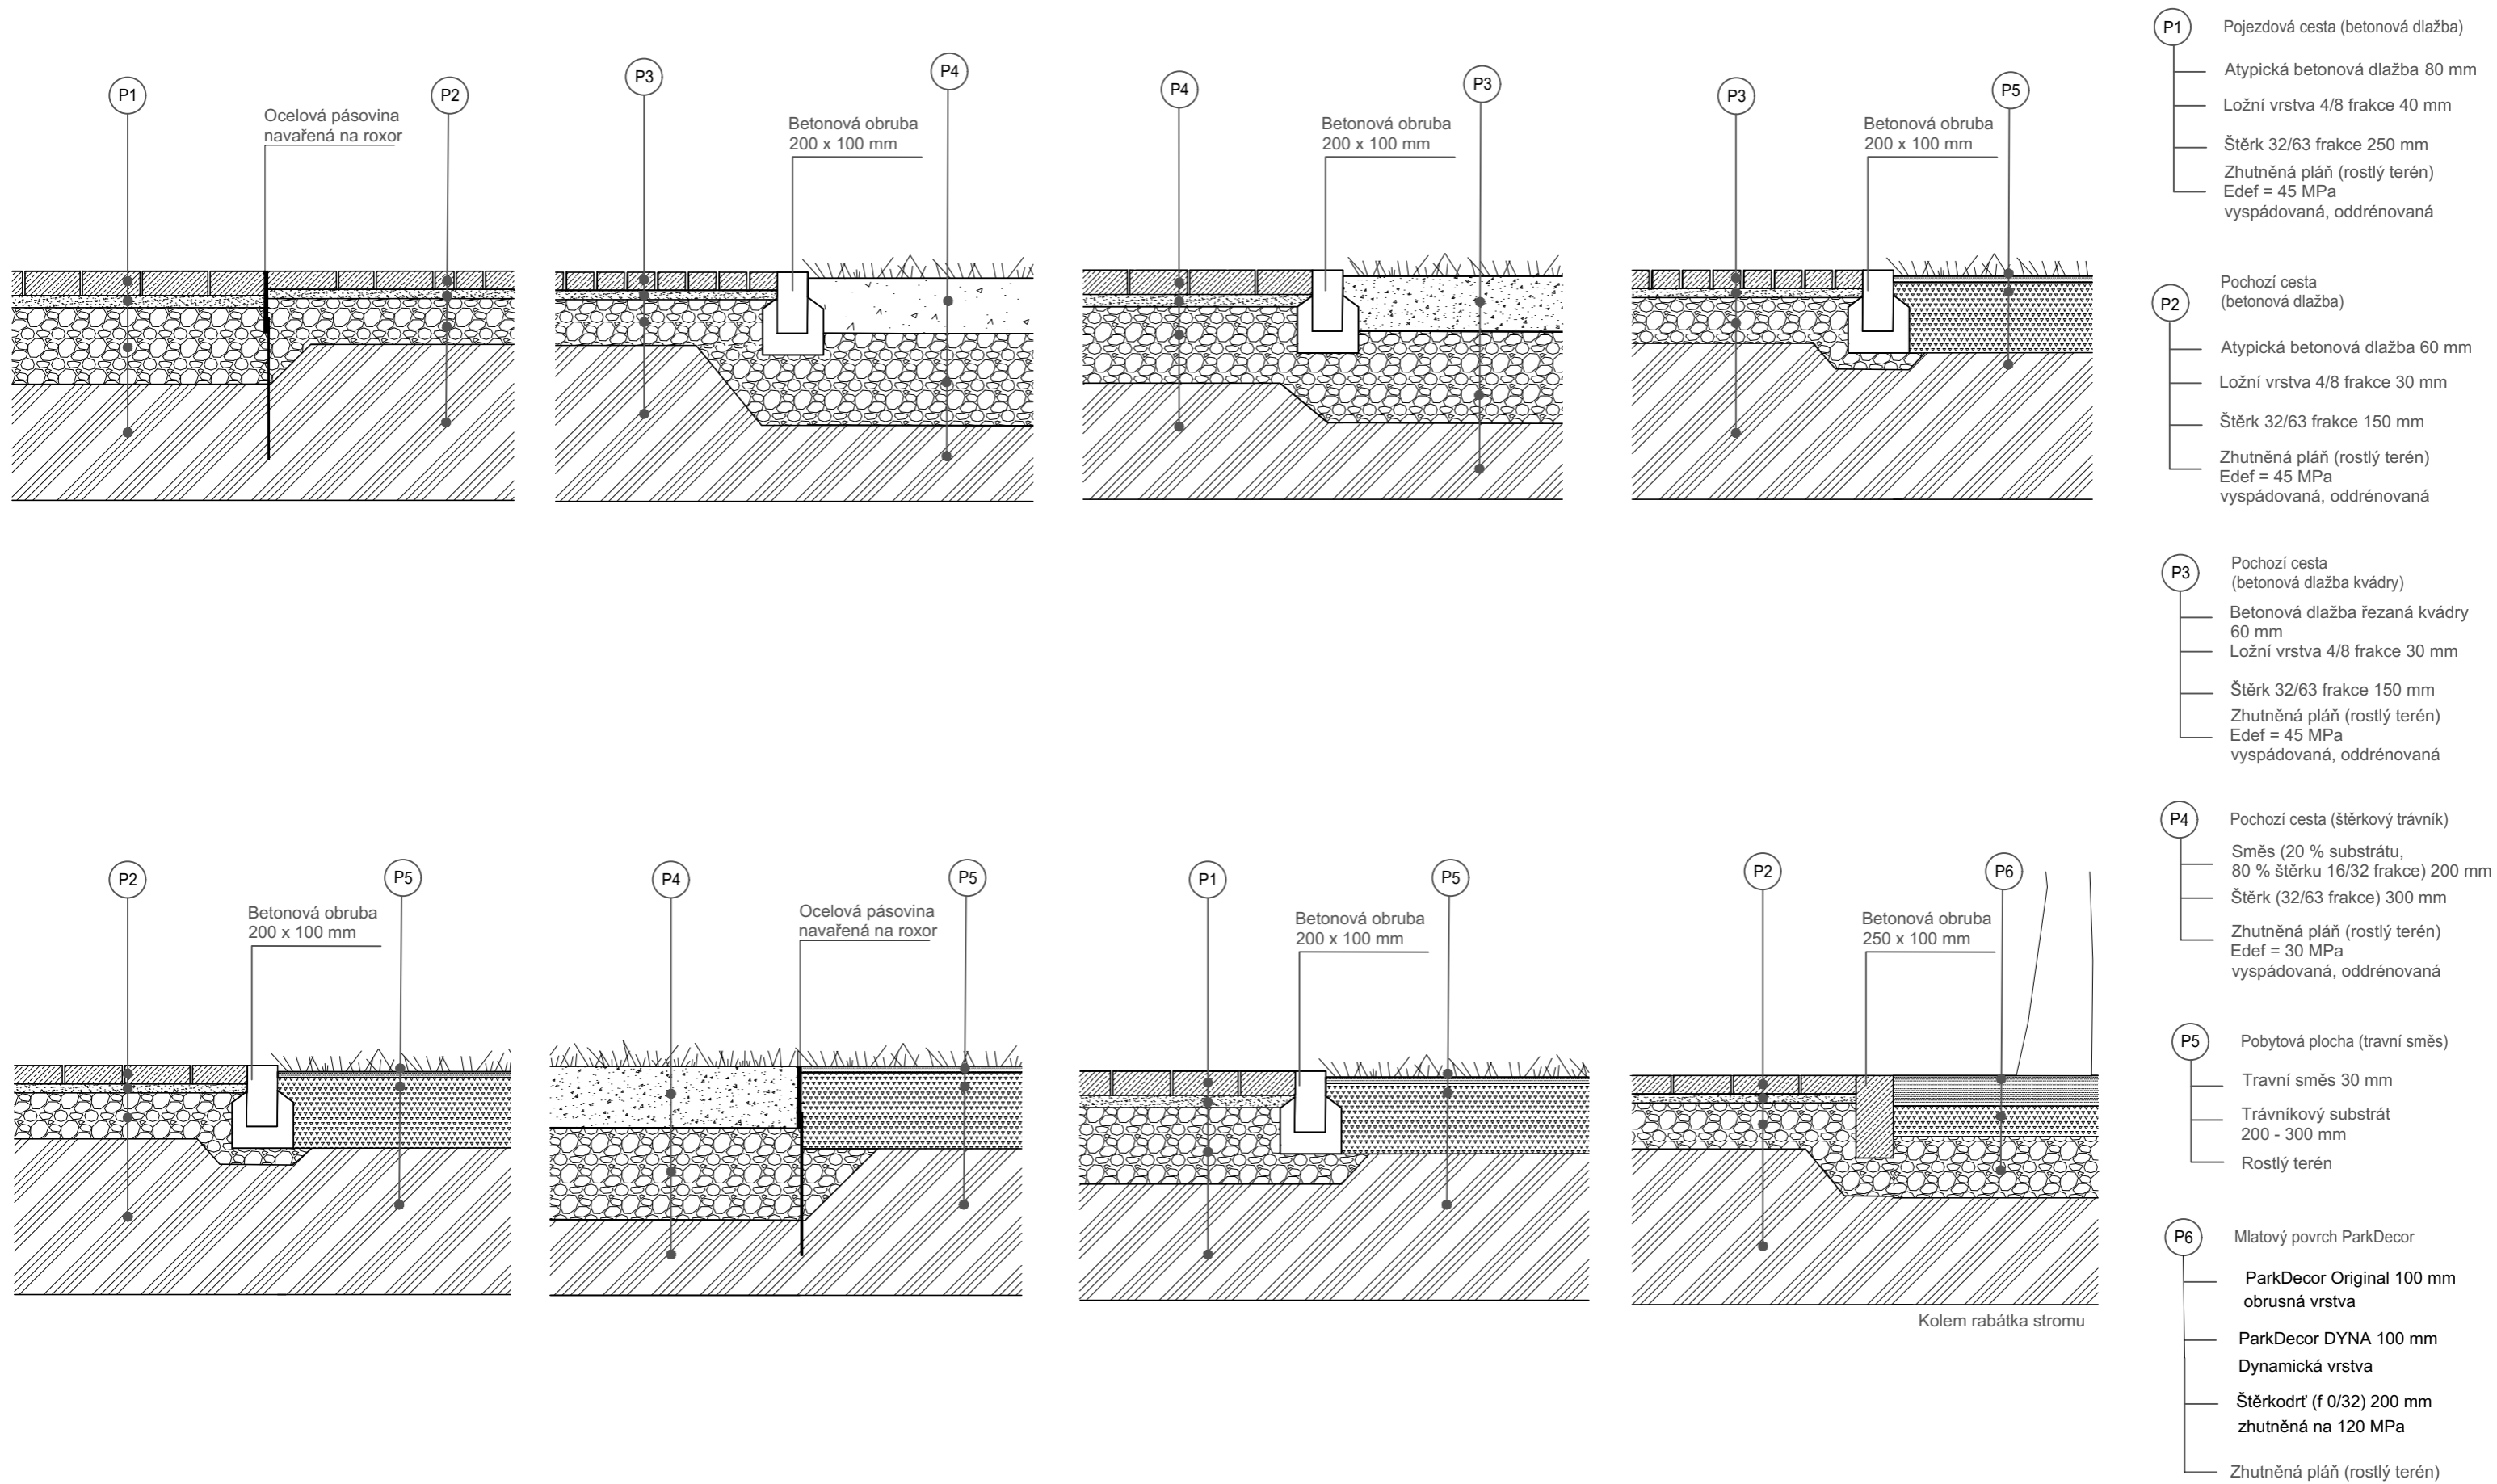 P1
P2
Ocelová pásovina
navařená na roxor
P3
P4
Betonová obruba
200 x 100 mm
P4
P3
Betonová obruba
200 x 100 mm
P3
P5
Betonová obruba
200 x 100 mm
P2
P5
Betonová obruba
200 x 100 mm
P4
P5
Ocelová pásovina
navařená na roxor
P1
P5
Betonová obruba
200 x 100 mm
P2
P6
Betonová obruba
250 x 100 mm
Kolem rabátka stromu
P1
Pojezdová cesta (betonová dlažba)
Atypická betonová dlažba 80 mm
Ložní vrstva 4/8 frakce 40 mm
Štěrk 32/63 frakce 250 mm
Zhutněná pláň (rostlý terén)
Edef = 45 MPa
vyspádovaná, oddrénovaná
P2
Pochozí cesta
(betonová dlažba)
Atypická betonová dlažba 60 mm
Ložní vrstva 4/8 frakce 30 mm
Štěrk 32/63 frakce 150 mm
Zhutněná pláň (rostlý terén)
Edef = 45 MPa
vyspádovaná, oddrénovaná
P3
Pochozí cesta
(betonová dlažba kvádry)
Betonová dlažba řezaná kvádry
60 mm
Ložní vrstva 4/8 frakce 30 mm
Štěrk 32/63 frakce 150 mm
Zhutněná pláň (rostlý terén)
Edef = 45 MPa
vyspádovaná, oddrénovaná
P4
Pochozí cesta (štěrkový trávník)
Směs (20 % substrátu,
80 % štěrku 16/32 frakce) 200 mm
Štěrk (32/63 frakce) 300 mm
Zhutněná pláň (rostlý terén)
Edef = 30 MPa
vyspádovaná, oddrénovaná
P5
Pobytová plocha (travní směs)
Travní směs 30 mm
Trávníkový substrát
200 - 300 mm
Rostlý terén
P6
Mlatový povrch ParkDecor
ParkDecor Original 100 mm
obrusná vrstva
ParkDecor DYNA 100 mm
Dynamická vrstva
Štěrkodrť (f 0/32) 200 mm
zhutněná na 120 MPa
Zhutněná pláň (rostlý terén)